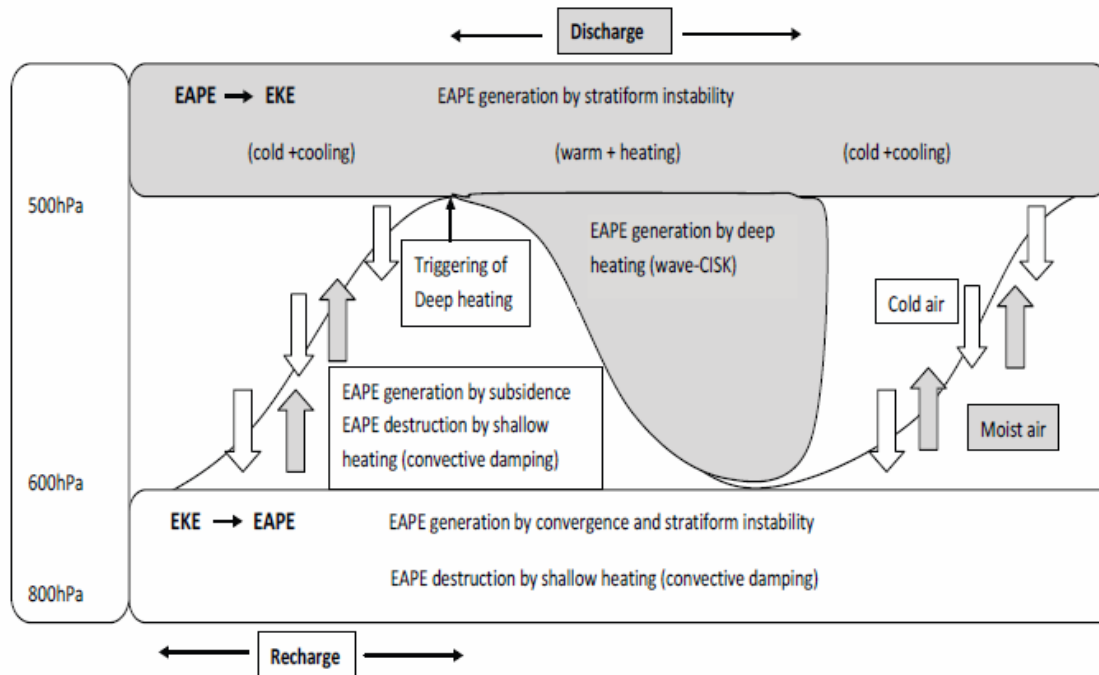 Discharge
EAPE → EKE
EAPE generation by stratiform instability
(cold +cooling)
(warm + heating)
(cold +cooling)
500hPa
EAPE generation by deep
heating (wave-CISK)
Triggering of
Deep heating
Cold air
EAPE generation by subsidence
EAPE destruction by shallow
heating (convective damping)
Moist air
600hPa
EKE → EAPE
EAPE generation by convergence and stratiform instability
EAPE destruction by shallow heating (convective damping)
800hPa
Recharge